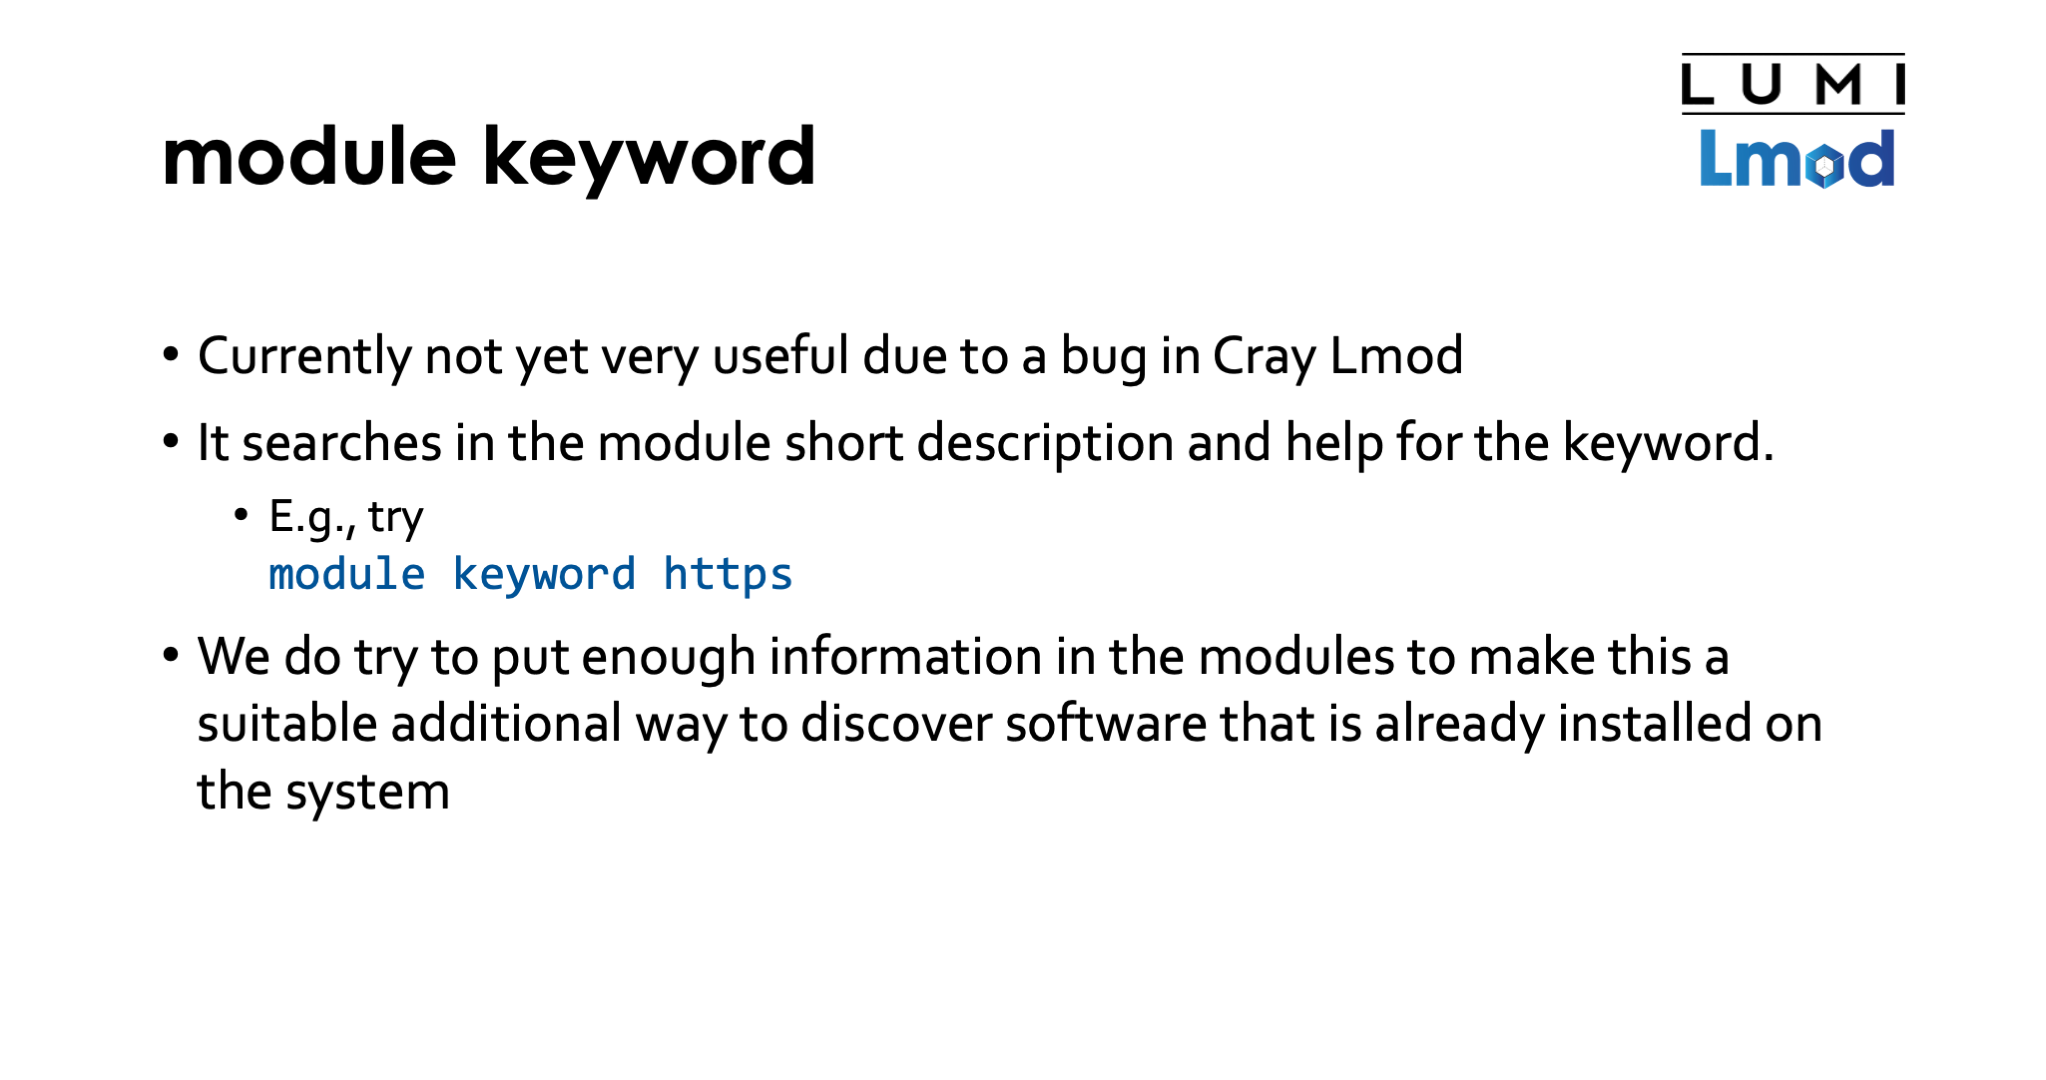 LUMI
Lmod
module keyword
• Currently not yet very useful due to a bug in Cray Lmod
• It searches in the module short description and help for the keyword.
• E.g., try
module keyword https
• We do try to put enough information in the modules to make this a
suitable additional way to discover software that is already installed on
the system